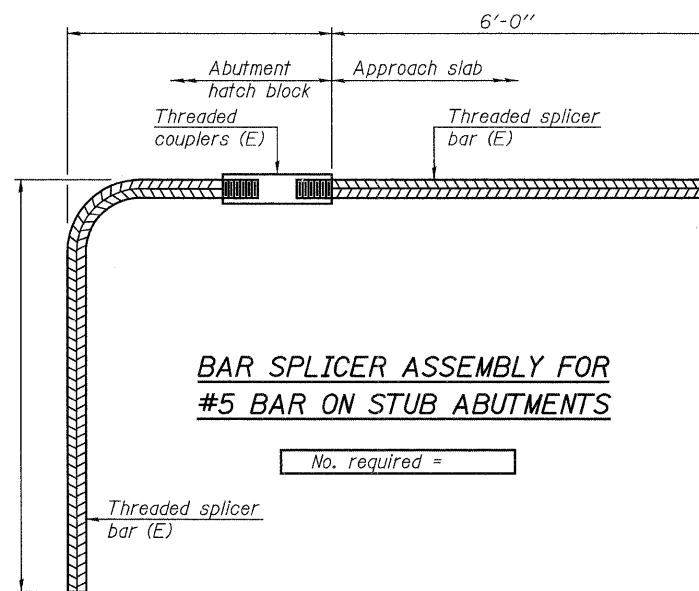 6'-0"
Abutment
hatch block
Approach slab
Threaded
couplers (E)
Threaded splicer
bar (E)
BAR SPLICER ASSEMBLY FOR
#5 BAR ON STUB ABUTMENTS
No. required =
Threaded splicer
bar (E)